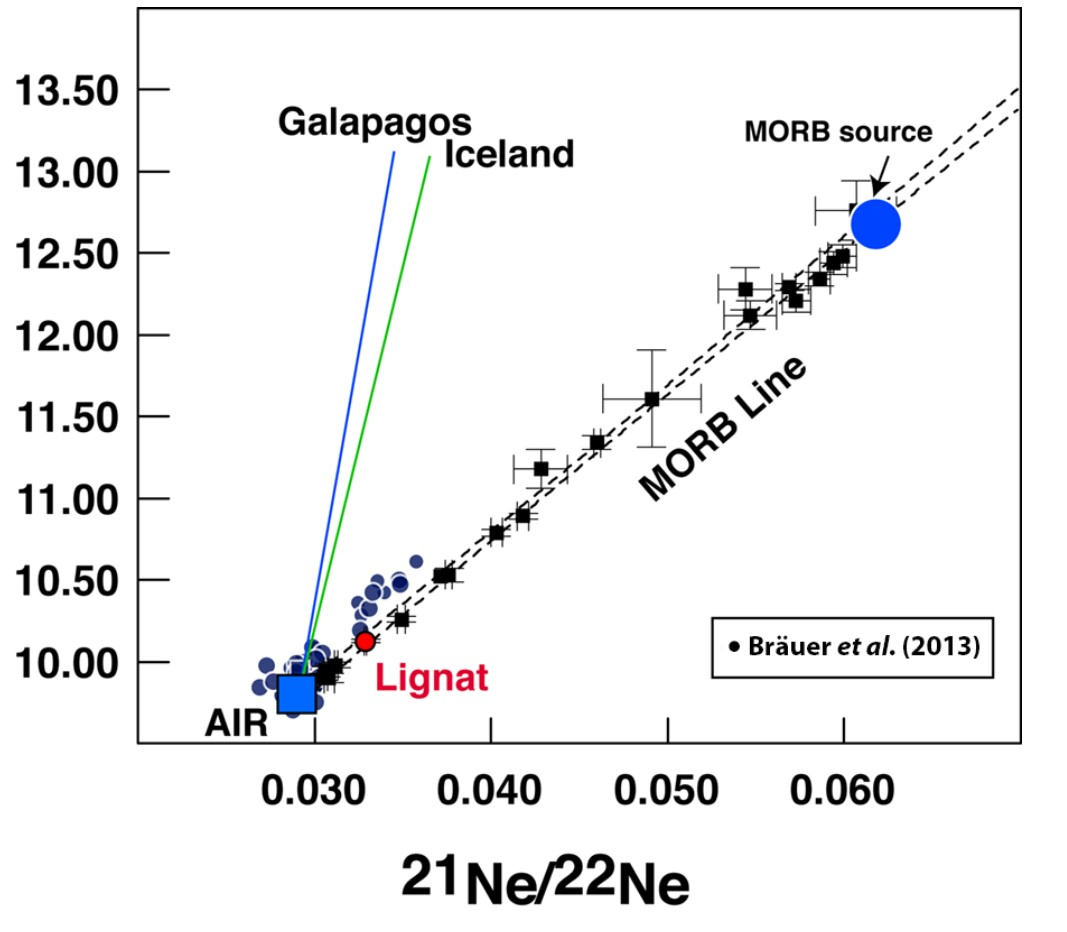 13.50
13.00
12.50
12.00
11.50
11.00
10.50
10.00
Galapagos
Iceland
MORB source
MORB Line
• Bräuer et al. (2013)
Lignat
AIR
0.030 0.040 0.050 0.060
²¹Ne/²²Ne